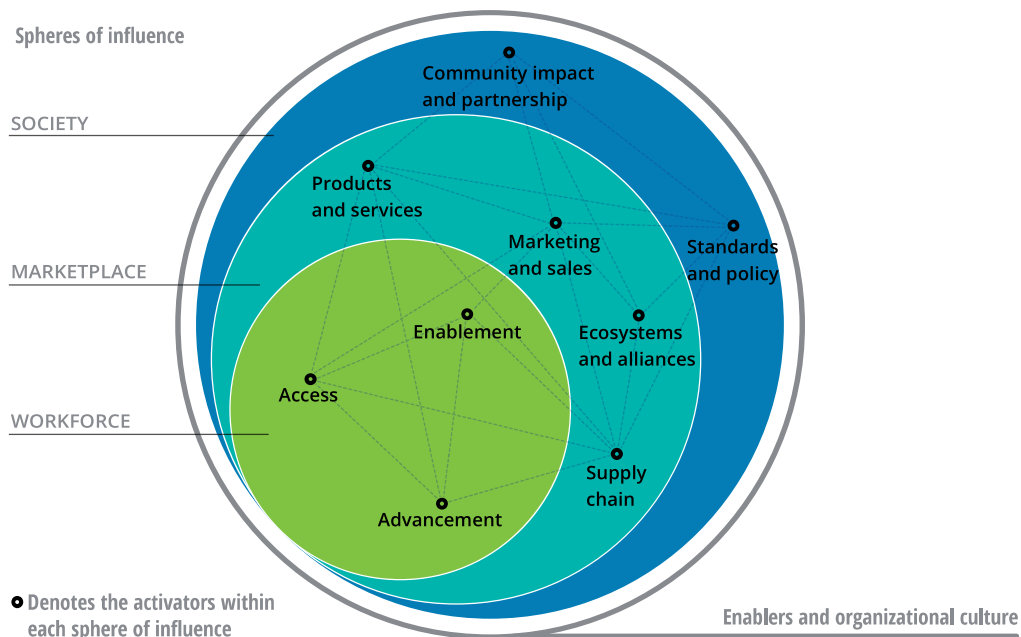 Spheres of influence
Community impact
and partnership
SOCIETY
Products
and services
Marketing
and sales
Standards
and policy
MARKETPLACE
Enablement
Ecosystems
and alliances
Access
WORKFORCE
Supply
chain
Advancement
Denotes the activators within
each sphere of influence
Enablers and organizational culture